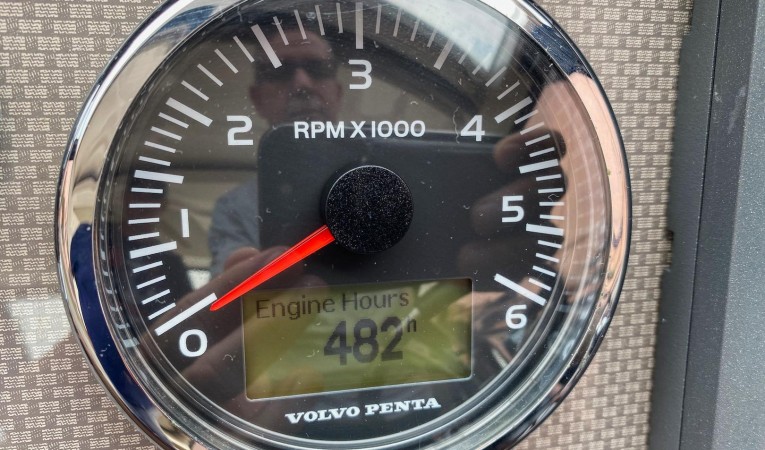 3
2
RPM X 1000
4
1
5
0
Engine Hours
482h
6
VOLVO PENTA